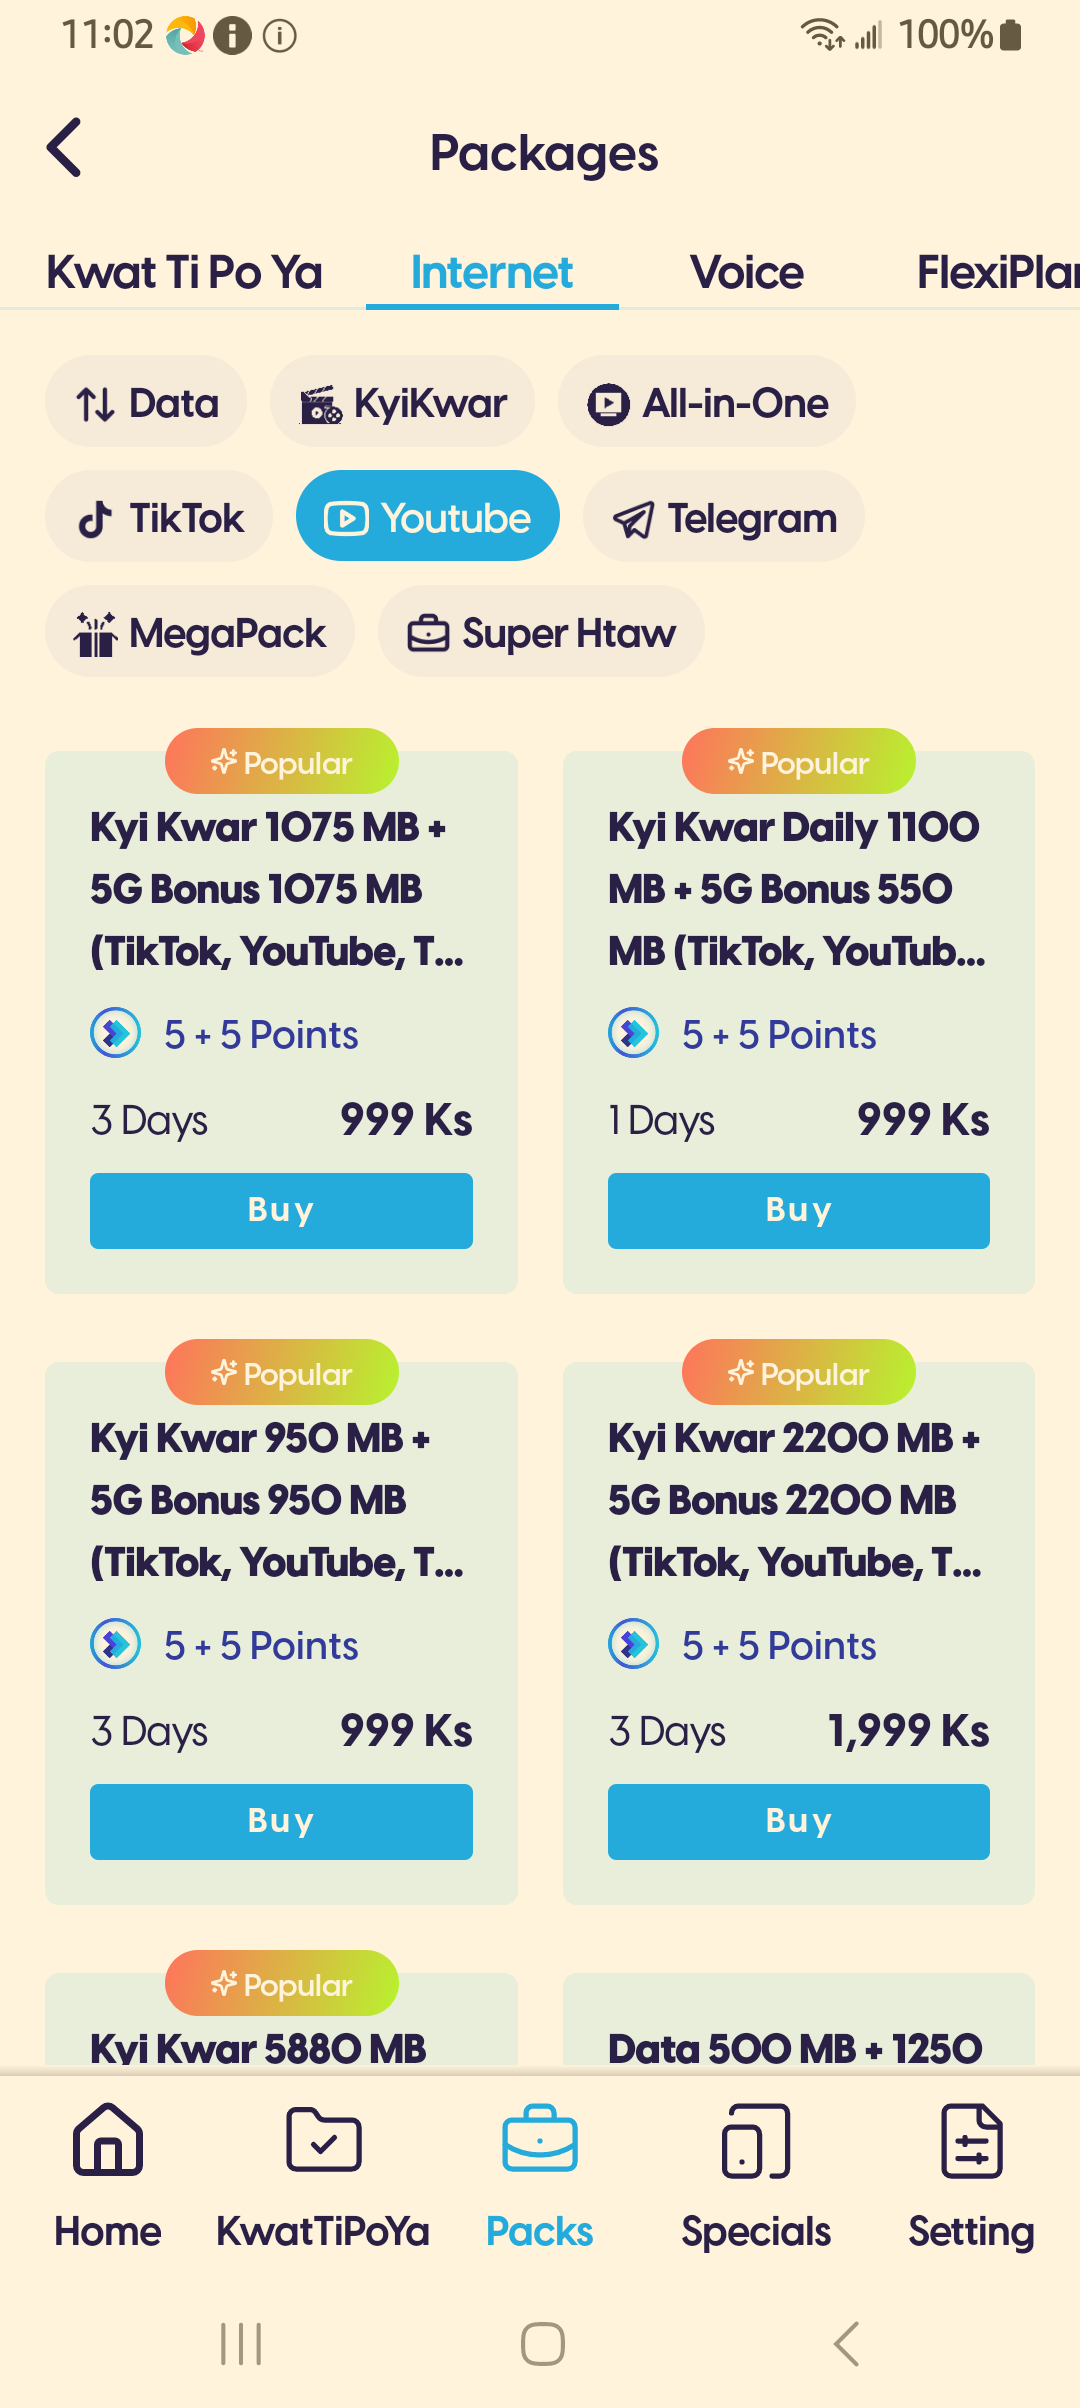 11:02
100%
Packages
Kwat Ti Po Ya Internet Voice FlexiPlan
Data KyiKwar All-in-One
TikTok Youtube Telegram
MegaPack Super Htaw
Popular
Kyi Kwar 1075 MB +
5G Bonus 1075 MB
(TikTok, YouTube, T...
5 + 5 Points
3 Days 999 Ks
Buy
Popular
Kyi Kwar Daily 1100
MB + 5G Bonus 550
MB (TikTok, YouTub...
5 + 5 Points
1 Days 999 Ks
Buy
Popular
Kyi Kwar 950 MB +
5G Bonus 950 MB
(TikTok, YouTube, T...
5 + 5 Points
3 Days 999 Ks
Buy
Popular
Kyi Kwar 2200 MB +
5G Bonus 2200 MB
(TikTok, YouTube, T...
5 + 5 Points
3 Days 1,999 Ks
Buy
Popular
Kyi Kwar 5880 MB
Data 500 MB + 1250
Home KwatTiPoYa Packs Specials Setting